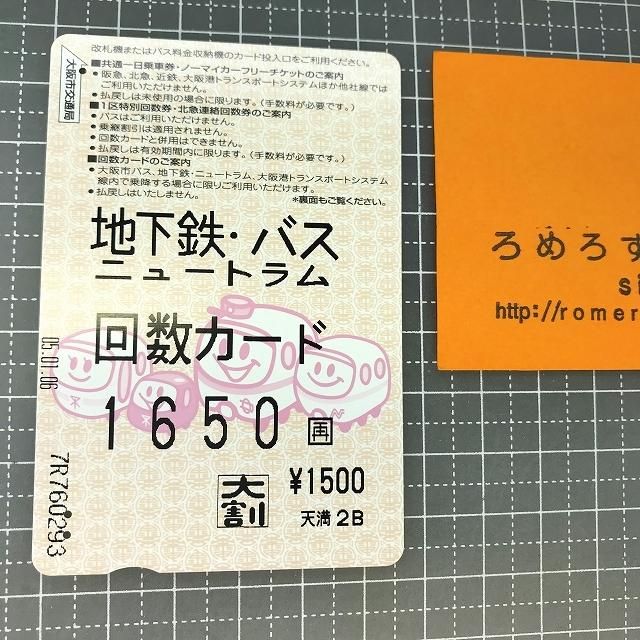 改札機またはバス料金収納機のカード投入口をご利用ください。
大阪市交通局
■共通一日乗車券・ノーマイカーフリーチケットのご案内
・阪急、北急、近鉄、大阪港トランスポートシステムほか他社線では
ご利用いただけません。
・払戻しは未使用の場合に限ります。(手数料が必要です。)
■1区特別回数券・北急連絡回数券のご案内
・バスはご利用いただけません。
・乗継割引は適用されません。
・回数カードと併用はできません。
・払戻しは有効期間内に限ります。(手数料が必要です。)
■回数カードのご案内
・大阪市バス、地下鉄・ニュートラム、大阪港トランスポートシステム
線内で乗降する場合に限りご利用いただけます。
・払戻しはいたしません。
*裏面もご覧ください。
地下鉄・バス
ニュートラム
回数カード
1650
大割
¥1500
天満2B
05.01.06
7R760293
ろめろす
si
http://romer